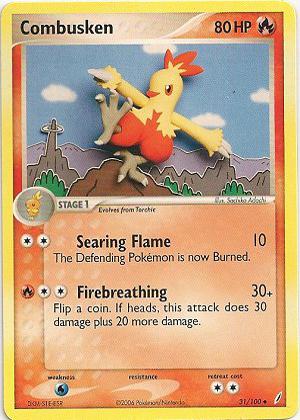 Combusken
80 HP
Illus. Sachiko Adachi
STAGE 1
Evolves from Torchic
Searing Flame 10
The Defending Pokémon is now Burned.
Firebreathing 30+
Flip a coin. If heads, this attack does 30
damage plus 20 more damage.
weakness resistance retreat cost
©2006 Pokémon/Nintendo
31/100